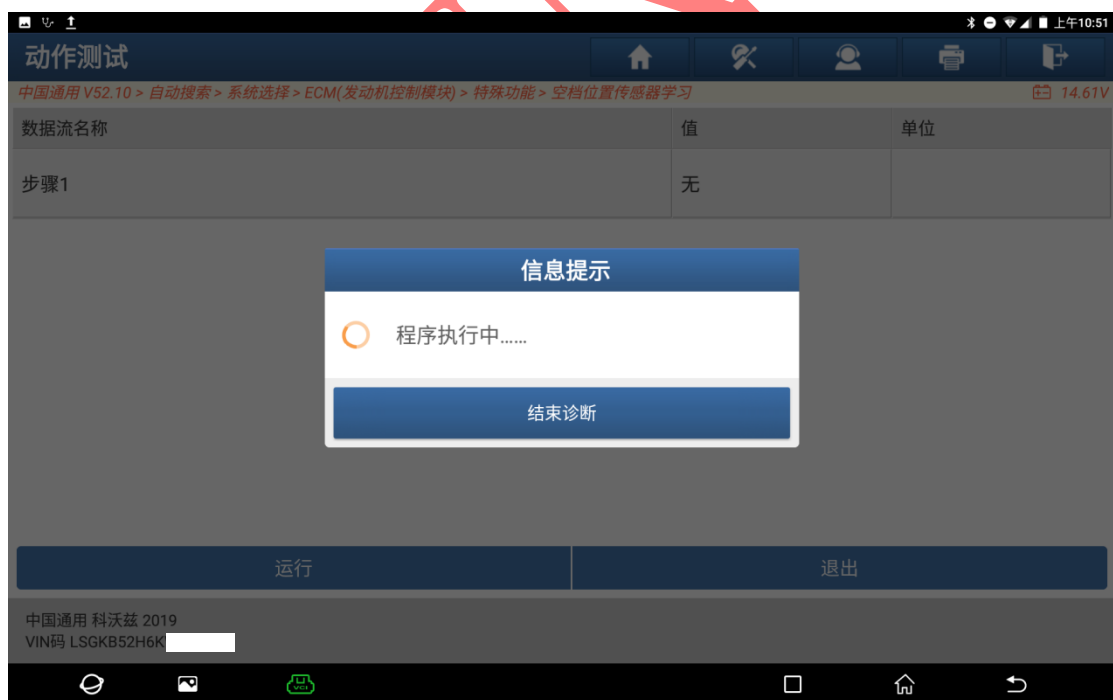 上午10:51
动作测试
中国通用 V52.10 > 自动搜索 > 系统选择 > ECM(发动机控制模块) > 特殊功能 > 空档位置传感器学习 14.61V
数据流名称 值 单位
步骤1 无
信息提示
程序执行中......
结束诊断
运行 退出
中国通用 科沃兹 2019
VIN码 LSGKB52H6K
VCI